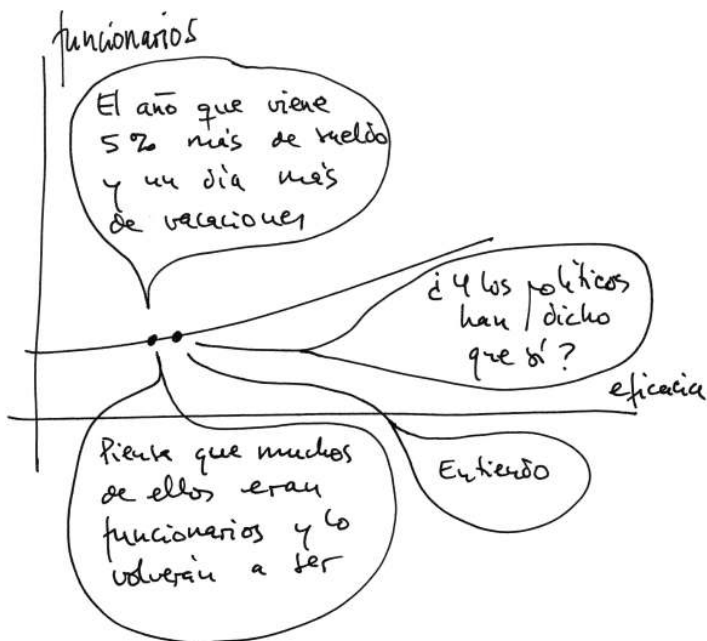 funcionarios
El año que viene
5% más de sueldo
y un día más
de vacaciones
¿Y los políticos
han dicho
que sí?
eficacia
Piensa que muchos
de ellos eran
funcionarios y lo
volverán a ser
Entiendo